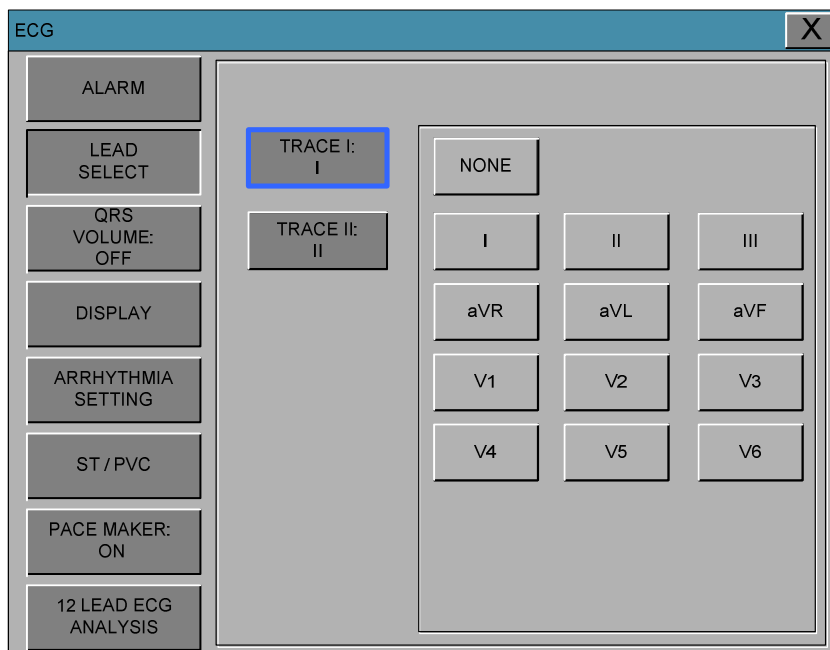 ECG
X
ALARM
LEAD
SELECT
QRS
VOLUME:
OFF
DISPLAY
ARRHYTHMIA
SETTING
ST / PVC
PACE MAKER:
ON
12 LEAD ECG
ANALYSIS
TRACE I:
I
TRACE II:
II
NONE
I II III
aVR aVL aVF
V1 V2 V3
V4 V5 V6